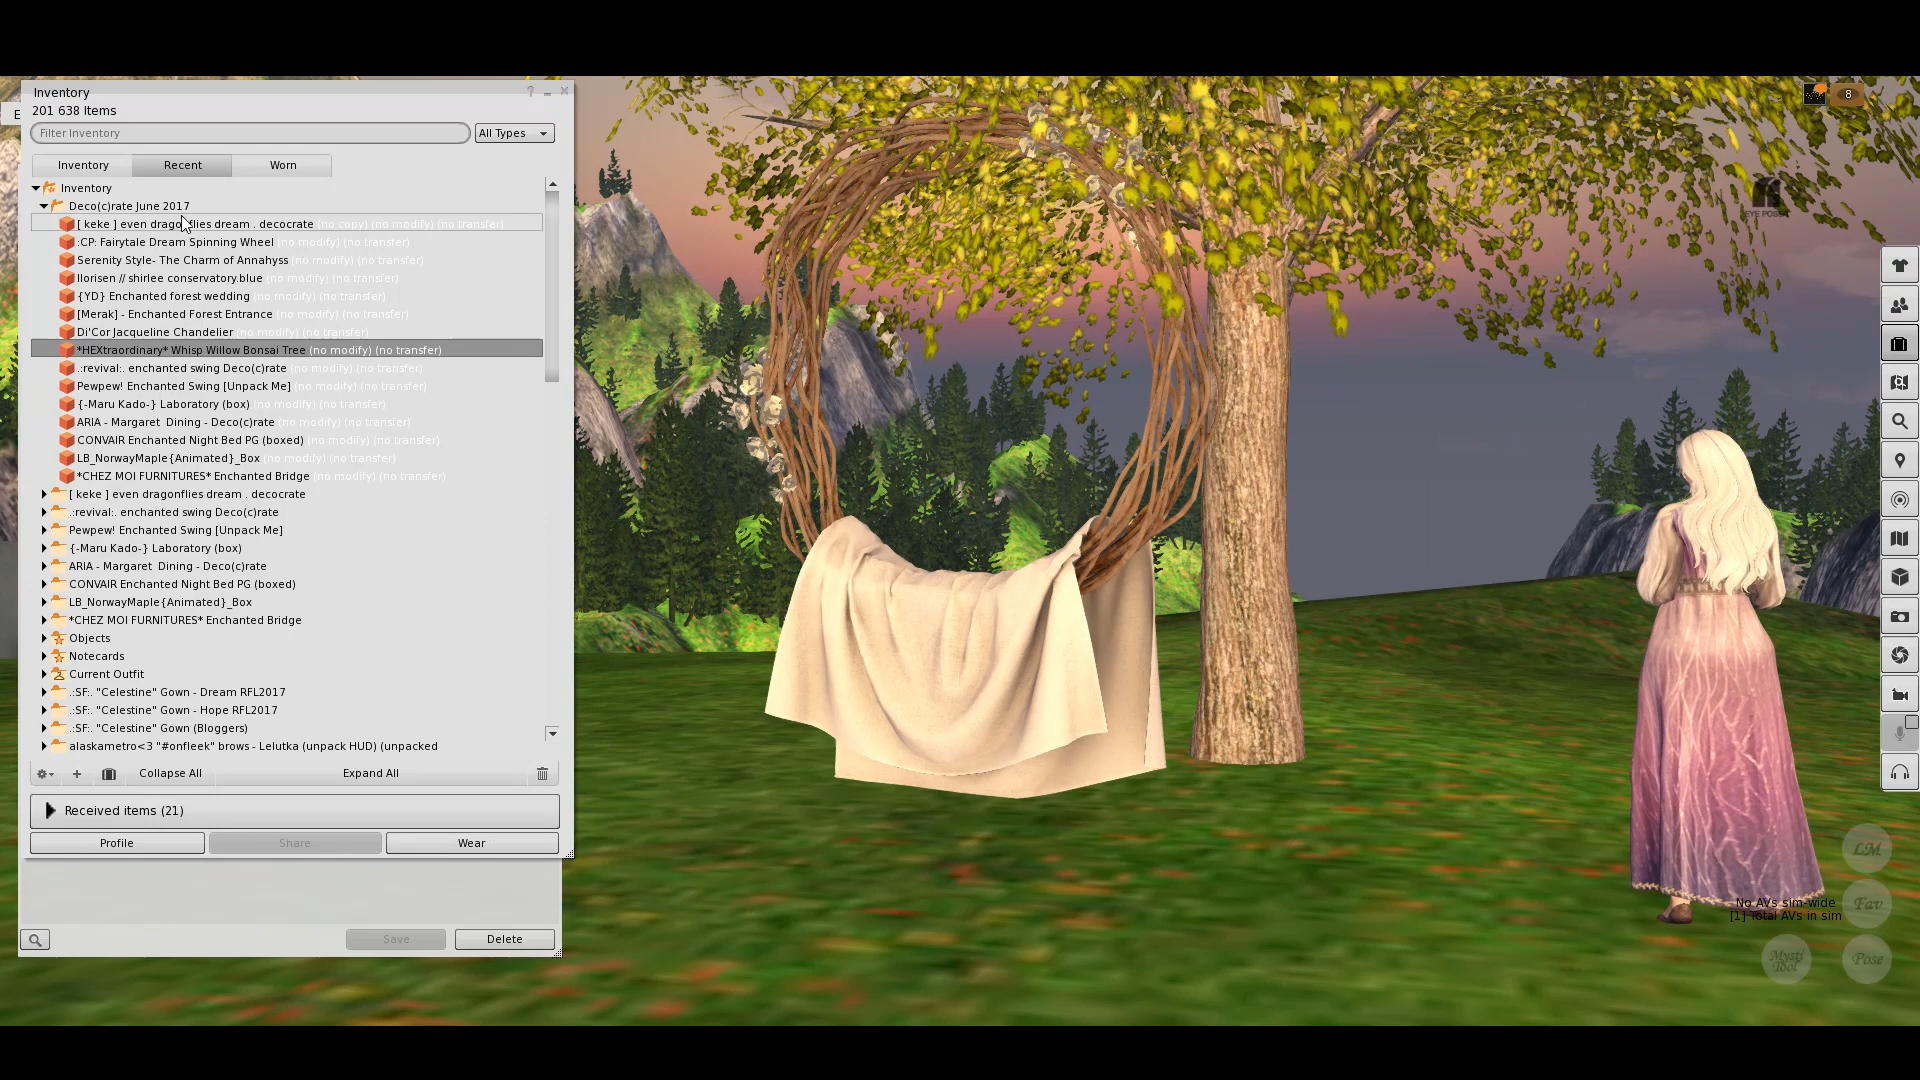 Inventory
201 638 Items
Filter Inventory
All Types
Inventory
Recent
Worn
Inventory
Deco(c)rate June 2017
[ keke ] even dragonflies dream . decocrate (no copy) (no modify) (no transfer)
:CP: Fairytale Dream Spinning Wheel (no modify) (no transfer)
Serenity Style- The Charm of Annahyss (no modify) (no transfer)
llorisen // shirlee conservatory.blue (no modify) (no transfer)
{YD} Enchanted forest wedding (no modify) (no transfer)
[Merak] - Enchanted Forest Entrance (no modify) (no transfer)
Di'Cor Jacqueline Chandelier (no modify) (no transfer)
*HEXtraordinary* Whisp Willow Bonsai Tree (no modify) (no transfer)
.:revival:. enchanted swing Deco(c)rate (no modify) (no transfer)
Pewpew! Enchanted Swing [Unpack Me] (no modify) (no transfer)
{-Maru Kado-} Laboratory (box) (no modify) (no transfer)
ARIA - Margaret  Dining - Deco(c)rate (no modify) (no transfer)
CONVAIR Enchanted Night Bed PG (boxed) (no modify) (no transfer)
LB_NorwayMaple{Animated}_Box (no modify) (no transfer)
*CHEZ MOI FURNITURES* Enchanted Bridge (no modify) (no transfer)
[ keke ] even dragonflies dream . decocrate
.:revival:. enchanted swing Deco(c)rate
Pewpew! Enchanted Swing [Unpack Me]
{-Maru Kado-} Laboratory (box)
ARIA - Margaret  Dining - Deco(c)rate
CONVAIR Enchanted Night Bed PG (boxed)
LB_NorwayMaple{Animated}_Box
*CHEZ MOI FURNITURES* Enchanted Bridge
Objects
Notecards
Current Outfit
.:SF:. "Celestine" Gown - Dream RFL2017
.:SF:. "Celestine" Gown - Hope RFL2017
.:SF:. "Celestine" Gown (Bloggers)
alaskametro<3 "#onfleek" brows - Lelutka (unpack HUD) (unpacked
Collapse All
Expand All
Received items (21)
Profile
Share
Wear
Save
Delete
8
EYE POSE
LM
No AVs sim-wide
[1] Total AVs in sim
Fav
Mysti
Tool
Pose